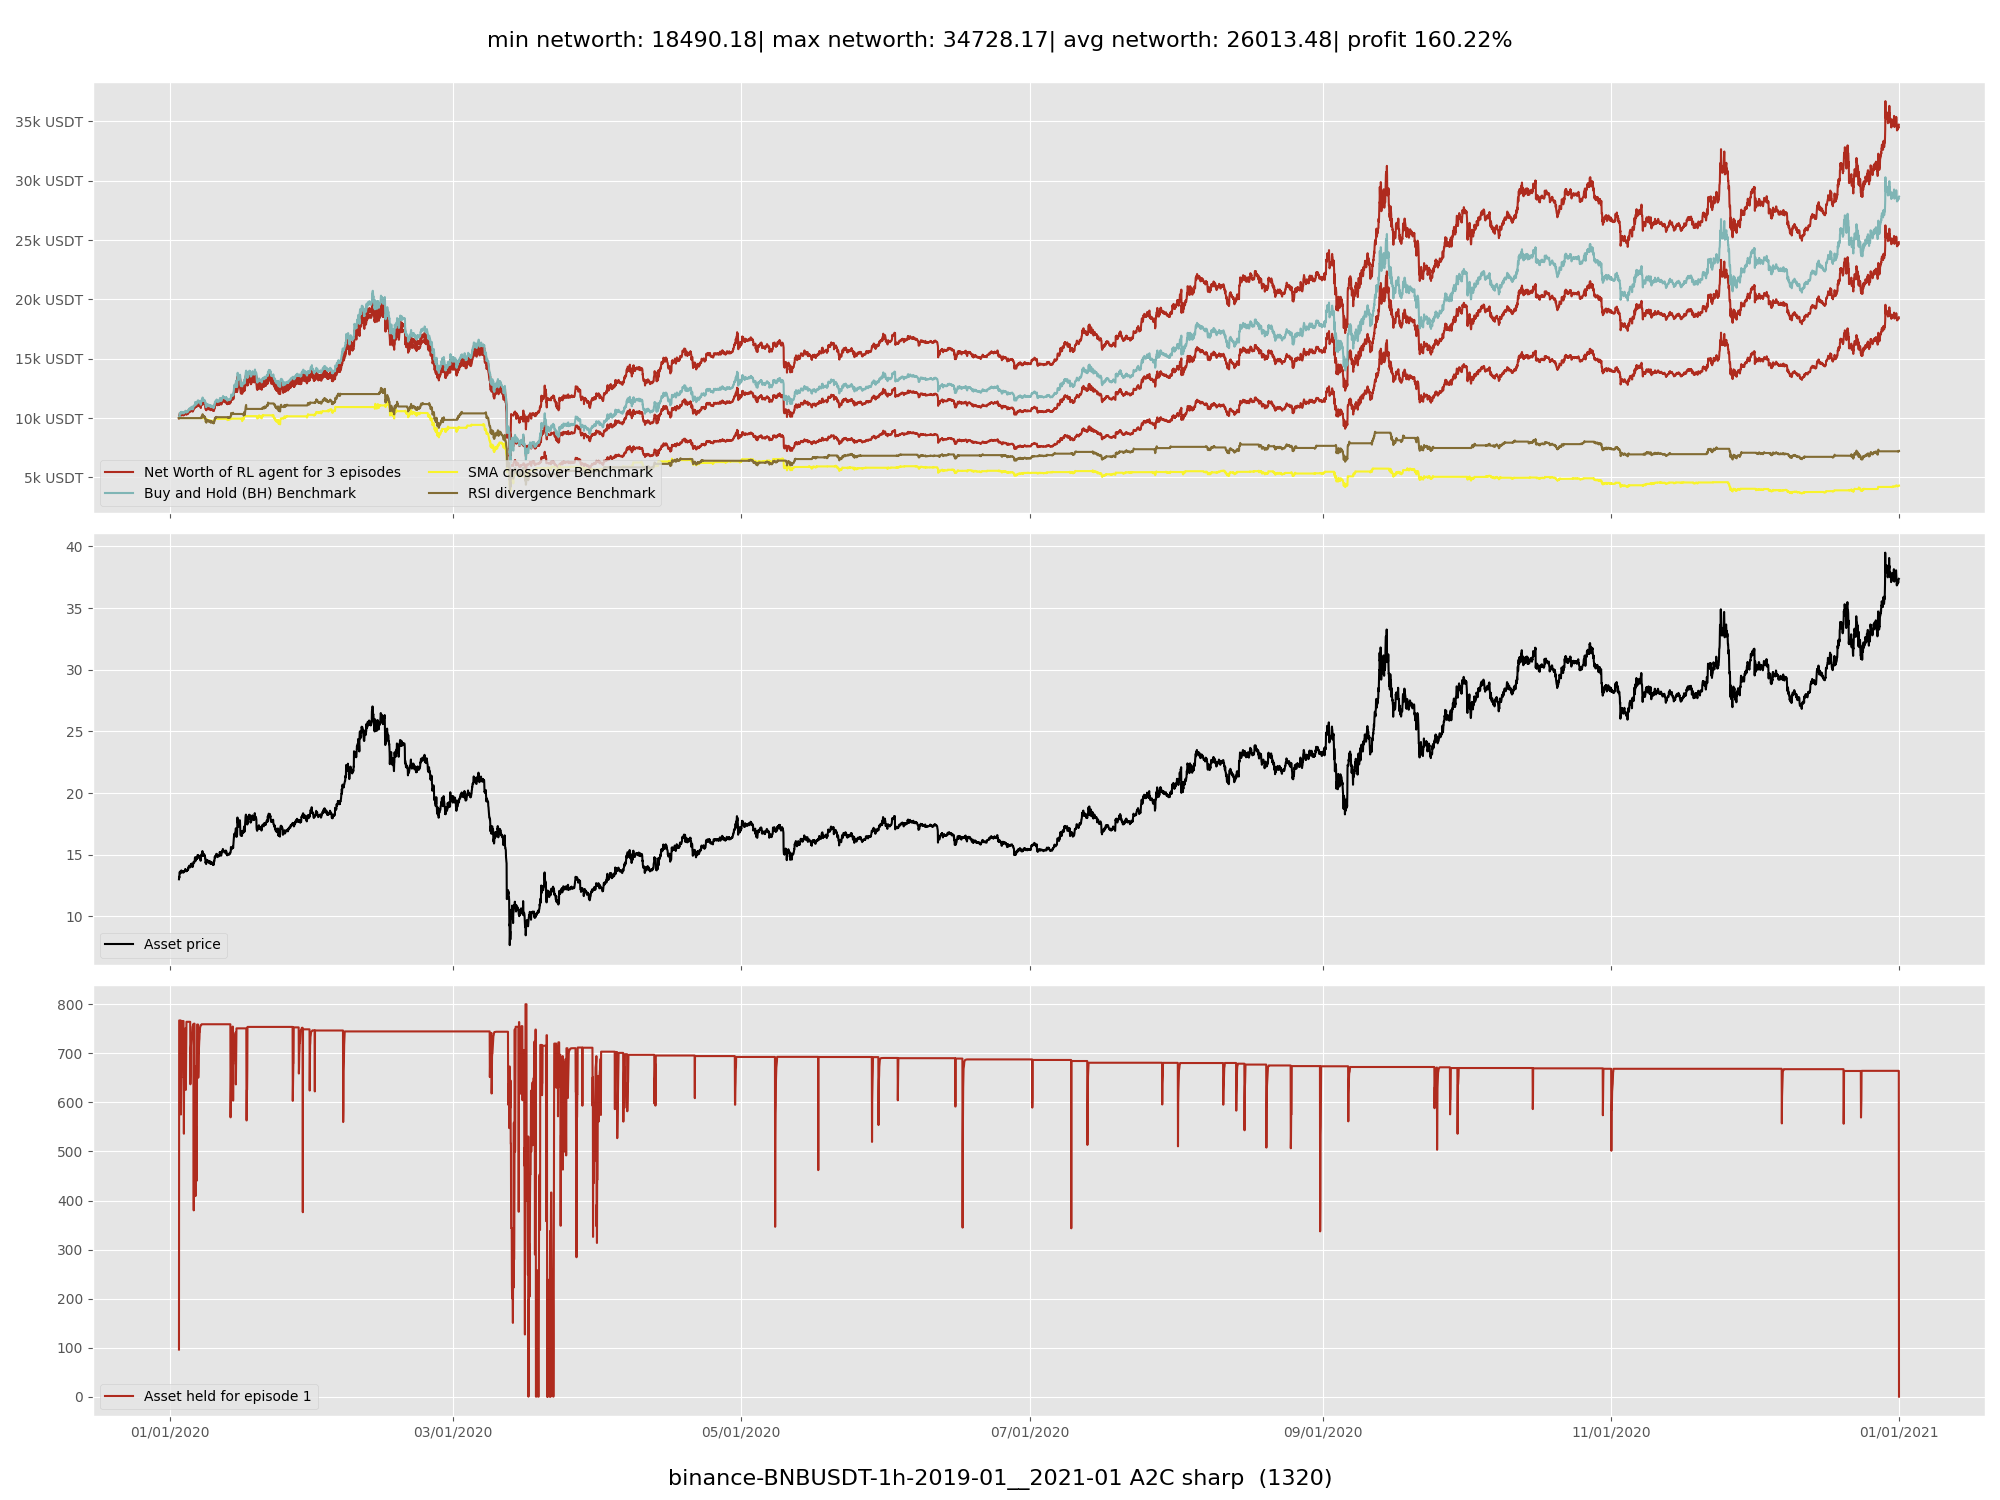 min networth: 18490.18| max networth: 34728.17| avg networth: 26013.48| profit 160.22%
35k USDT
30k USDT
25k USDT
20k USDT
15k USDT
10k USDT
5k USDT
Net Worth of RL agent for 3 episodes
Buy and Hold (BH) Benchmark
SMA crossover Benchmark
RSI divergence Benchmark
40
35
30
25
20
15
10
Asset price
800
700
600
500
400
300
200
100
0
Asset held for episode 1
01/01/2020 03/01/2020 05/01/2020 07/01/2020 09/01/2020 11/01/2020 01/01/2021
binance-BNBUSDT-1h-2019-01__2021-01 A2C sharp  (1320)